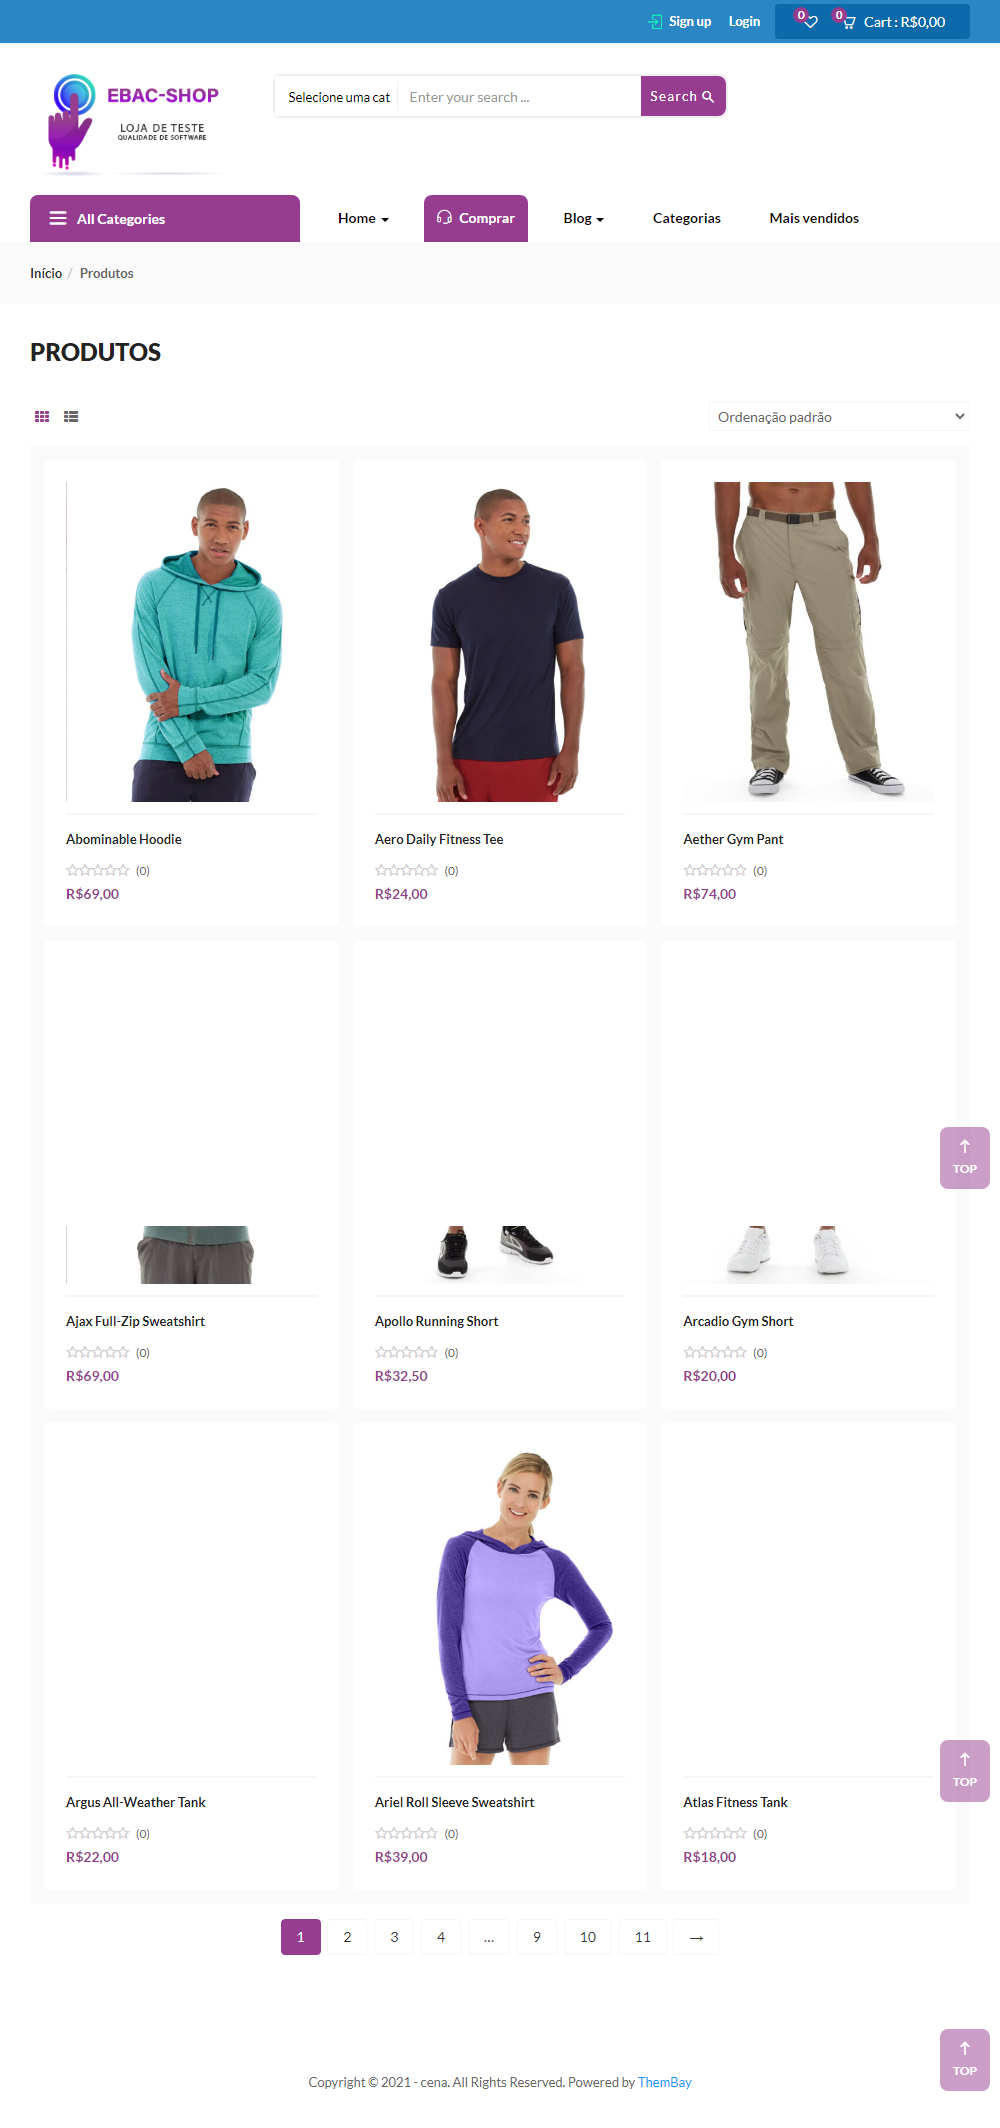 Sign up Login 0 0 Cart : R$0,00
EBAC-SHOP
LOJA DE TESTE
QUALIDADE DE SOFTWARE
Selecione uma cat Enter your search ... Search
All Categories Home Comprar Blog Categorias Mais vendidos
Início / Produtos
PRODUTOS
Ordenação padrão
Abominable Hoodie Aero Daily Fitness Tee Aether Gym Pant
(0) (0) (0)
R$69,00 R$24,00 R$74,00
TOP
Ajax Full-Zip Sweatshirt Apollo Running Short Arcadio Gym Short
(0) (0) (0)
R$69,00 R$32,50 R$20,00
TOP
Argus All-Weather Tank Ariel Roll Sleeve Sweatshirt Atlas Fitness Tank
(0) (0) (0)
R$22,00 R$39,00 R$18,00
1 2 3 4 … 9 10 11 →
TOP
Copyright © 2021 - cena. All Rights Reserved. Powered by ThemBay